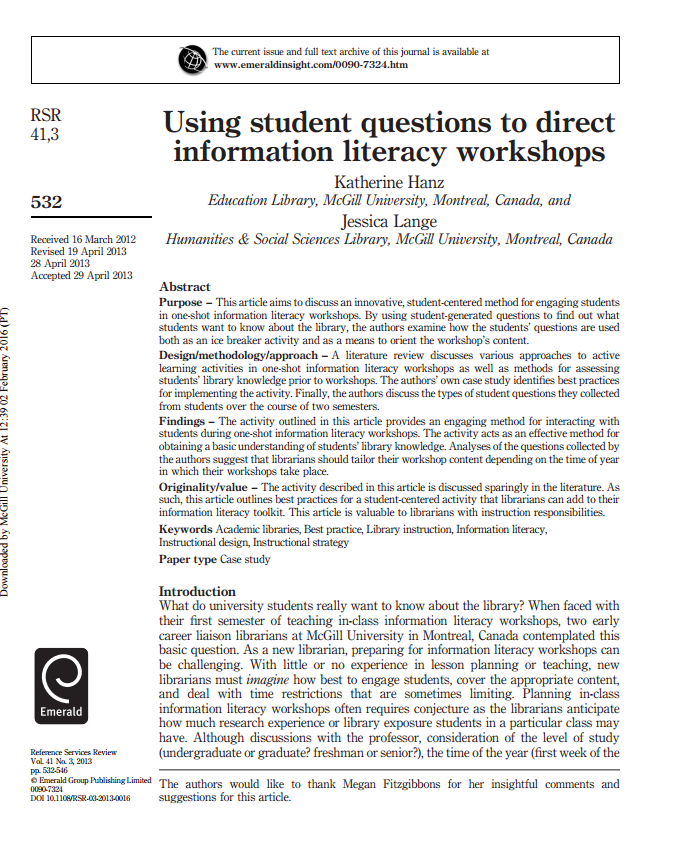 The current issue and full text archive of this journal is available at
www.emeraldinsight.com/0090-7324.htm
RSR
41,3
532
Received 16 March 2012
Revised 19 April 2013
28 April 2013
Accepted 29 April 2013
Using student questions to direct
information literacy workshops
Katherine Hanz
Education Library, McGill University, Montreal, Canada, and
Jessica Lange
Humanities & Social Sciences Library, McGill University, Montreal, Canada
Abstract
Purpose – This article aims to discuss an innovative, student-centered method for engaging students
in one-shot information literacy workshops. By using student-generated questions to find out what
students want to know about the library, the authors examine how the students' questions are used
both as an ice breaker activity and as a means to orient the workshop's content.
Design/methodology/approach – A literature review discusses various approaches to active
learning activities in one-shot information literacy workshops as well as methods for assessing
students' library knowledge prior to workshops. The authors' own case study identifies best practices
for implementing the activity. Finally, the authors discuss the types of student questions they collected
from students over the course of two semesters.
Findings – The activity outlined in this article provides an engaging method for interacting with
students during one-shot information literacy workshops. The activity acts as an effective method for
obtaining a basic understanding of students' library knowledge. Analyses of the questions collected by
the authors suggest that librarians should tailor their workshop content depending on the time of year
in which their workshops take place.
Originality/value – The activity described in this article is discussed sparingly in the literature. As
such, this article outlines best practices for a student-centered activity that librarians can add to their
information literacy toolkit. This article is valuable to librarians with instruction responsibilities.
Keywords Academic libraries, Best practice, Library instruction, Information literacy,
Instructional design, Instructional strategy
Paper type Case study
Introduction
What do university students really want to know about the library? When faced with
their first semester of teaching in-class information literacy workshops, two early
career liaison librarians at McGill University in Montreal, Canada contemplated this
basic question. As a new librarian, preparing for information literacy workshops can
be challenging. With little or no experience in lesson planning or teaching, new
librarians must imagine how best to engage students, cover the appropriate content,
and deal with time restrictions that are sometimes limiting. Planning in-class
information literacy workshops often requires conjecture as the librarians anticipate
how much research experience or library exposure students in a particular class may
have. Although discussions with the professor, consideration of the level of study
(undergraduate or graduate? freshman or senior?), the time of the year (first week of the
The authors would like to thank Megan Fitzgibbons for her insightful comments and
suggestions for this article.
Emerald
Reference Services Review
Vol. 41 No. 3, 2013
pp. 532-546
© Emerald Group Publishing Limited
0090-7324
DOI 10.1108/RSR-03-2013-0016
Downloaded by McGill University At 12:39 02 February 2016 (PT)